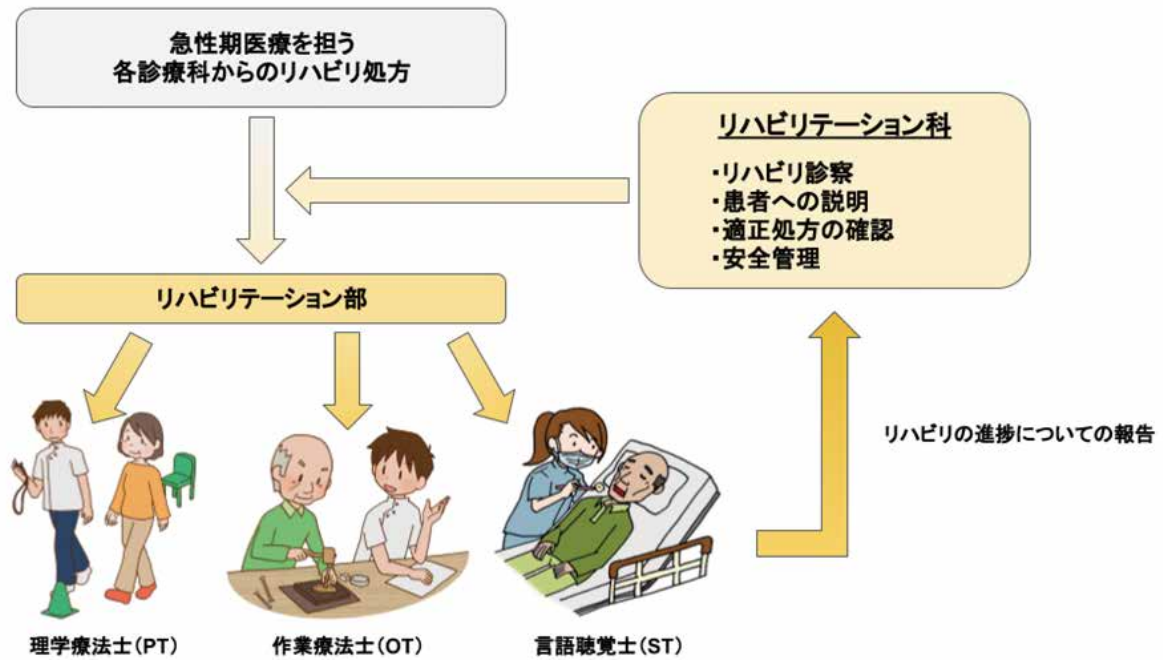 急性期医療を担う
各診療科からのリハビリ処方
リハビリテーション科
・リハビリ診察
・患者への説明
・適正処方の確認
・安全管理
リハビリテーション部
リハビリの進捗についての報告
理学療法士(PT)
作業療法士(OT)
言語聴覚士(ST)